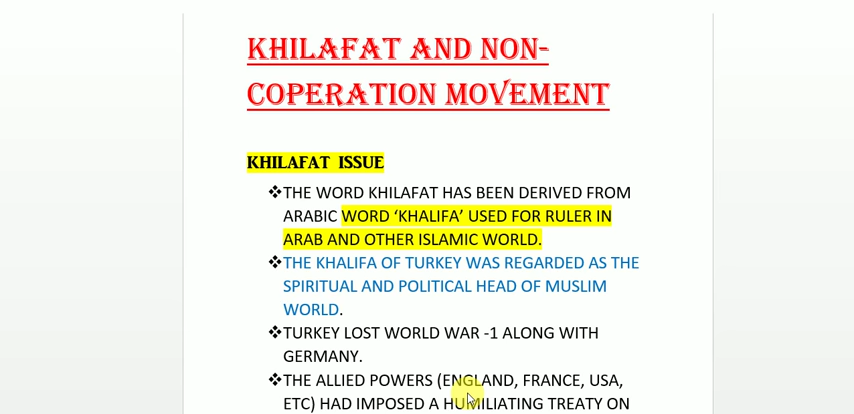 KHILAFAT AND NON-
COPERATION MOVEMENT
KHILAFAT ISSUE
❖THE WORD KHILAFAT HAS BEEN DERIVED FROM
ARABIC WORD ‘KHALIFA’ USED FOR RULER IN
ARAB AND OTHER ISLAMIC WORLD.
❖THE KHALIFA OF TURKEY WAS REGARDED AS THE
SPIRITUAL AND POLITICAL HEAD OF MUSLIM
WORLD.
❖TURKEY LOST WORLD WAR -1 ALONG WITH
GERMANY.
❖THE ALLIED POWERS (ENGLAND, FRANCE, USA,
ETC) HAD IMPOSED A HUMILIATING TREATY ON